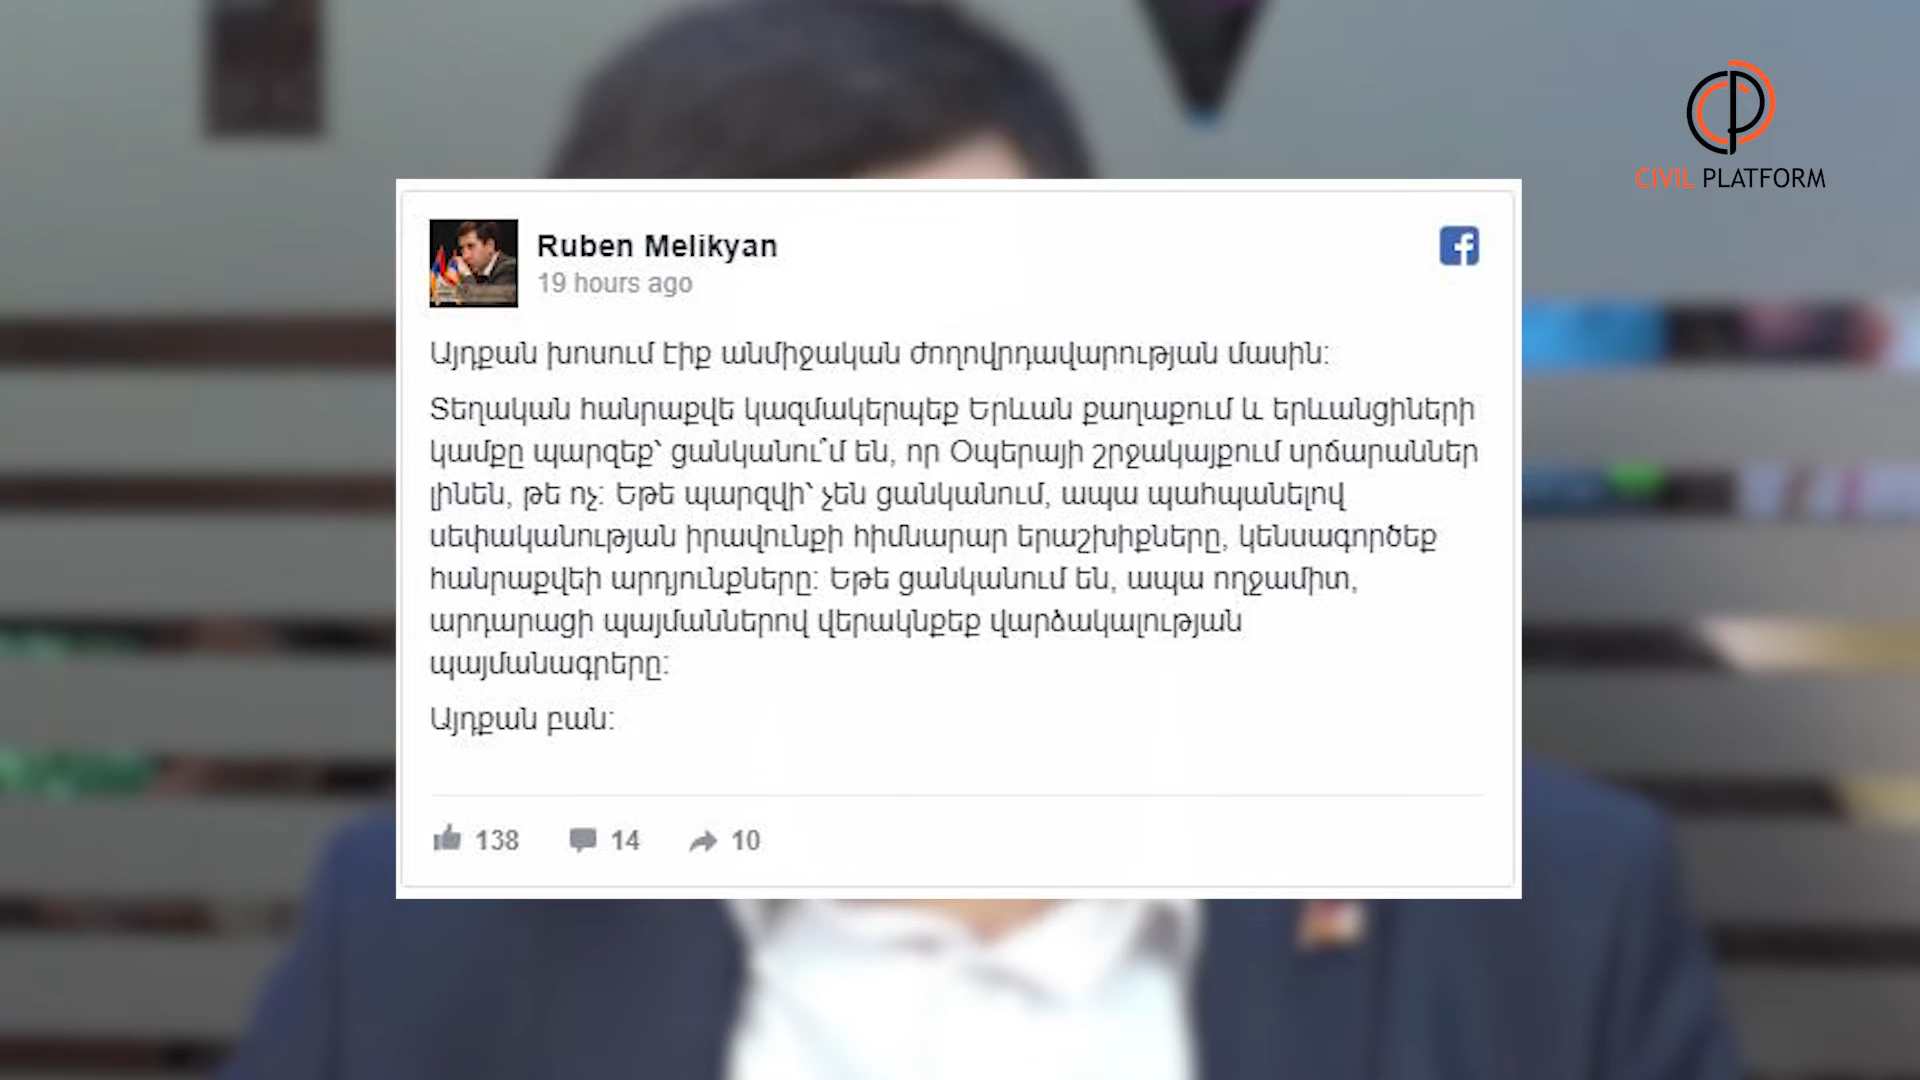 CIVIL PLATFORM
Ruben Melikyan
19 hours ago
Այդքան խոսում էիք անմիջական ժողովրդավարության մասին։
Տեղական հանրաքվե կազմակերպեք Երևան քաղաքում և երևանցիների
կամքը պարզեք՝ ցանկանու՞մ են, որ Օպերայի շրջակայքում սրճարաններ
լինեն, թե ոչ։ Եթե պարզվի՝ չեն ցանկանում, ապա պահպանելով
սեփականության իրավունքի հիմնարար երաշխիքները, կենսագործեք
հանրաքվեի արդյունքները։ Եթե ցանկանում են, ապա ողջամիտ,
արդարացի պայմաններով վերակնքեք վարձակալության
պայմանագրերը։
Այդքան բան։
138 14 10